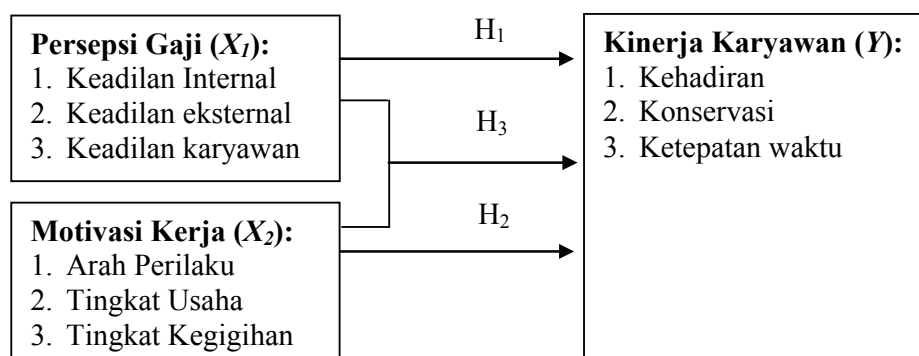 Persepsi Gaji (X1):
1. Keadilan Internal
2. Keadilan eksternal
3. Keadilan karyawan
Motivasi Kerja (X2):
1. Arah Perilaku
2. Tingkat Usaha
3. Tingkat Kegigihan
H1
H3
H2
Kinerja Karyawan (Y):
1. Kehadiran
2. Konservasi
3. Ketepatan waktu